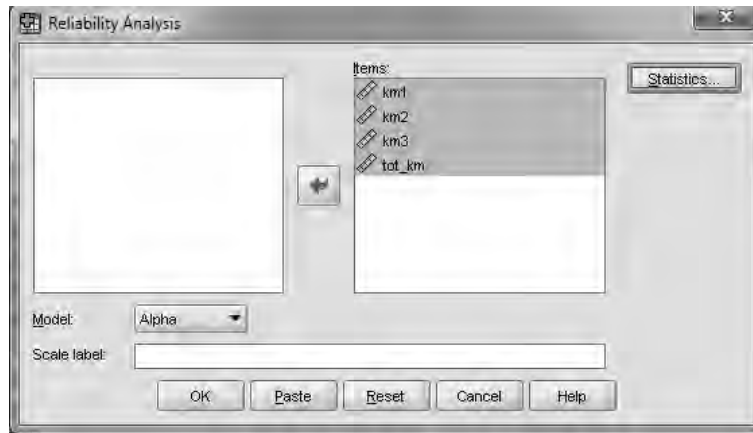 Reliability Analysis
Items:
km1
km2
km3
tot_km
Statistics...
Model:
Alpha
Scale label:
OK
Paste
Reset
Cancel
Help